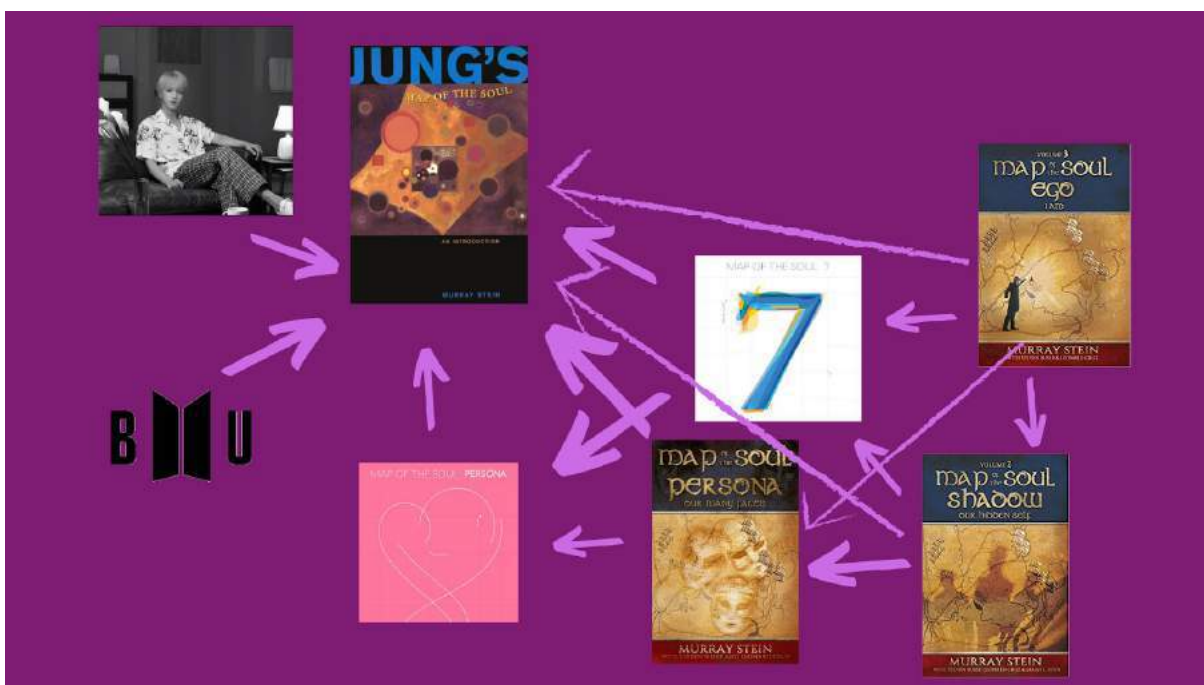 JUNG'S
MAP OF THE SOUL
AN INTRODUCTION
MURRAY STEIN
B U
MAP OF THE SOUL PERSONA
MAP OF THE SOUL 7
7
MAP of the SOUL
PERSONA
OUR MANY FACES
MURRAY STEIN
VOLUME 3
MAP of the SOUL
EGO
I AM
MURRAY STEIN
VOLUME 2
MAP of the SOUL
SHADOW
OUR HIDDEN SELF
MURRAY STEIN